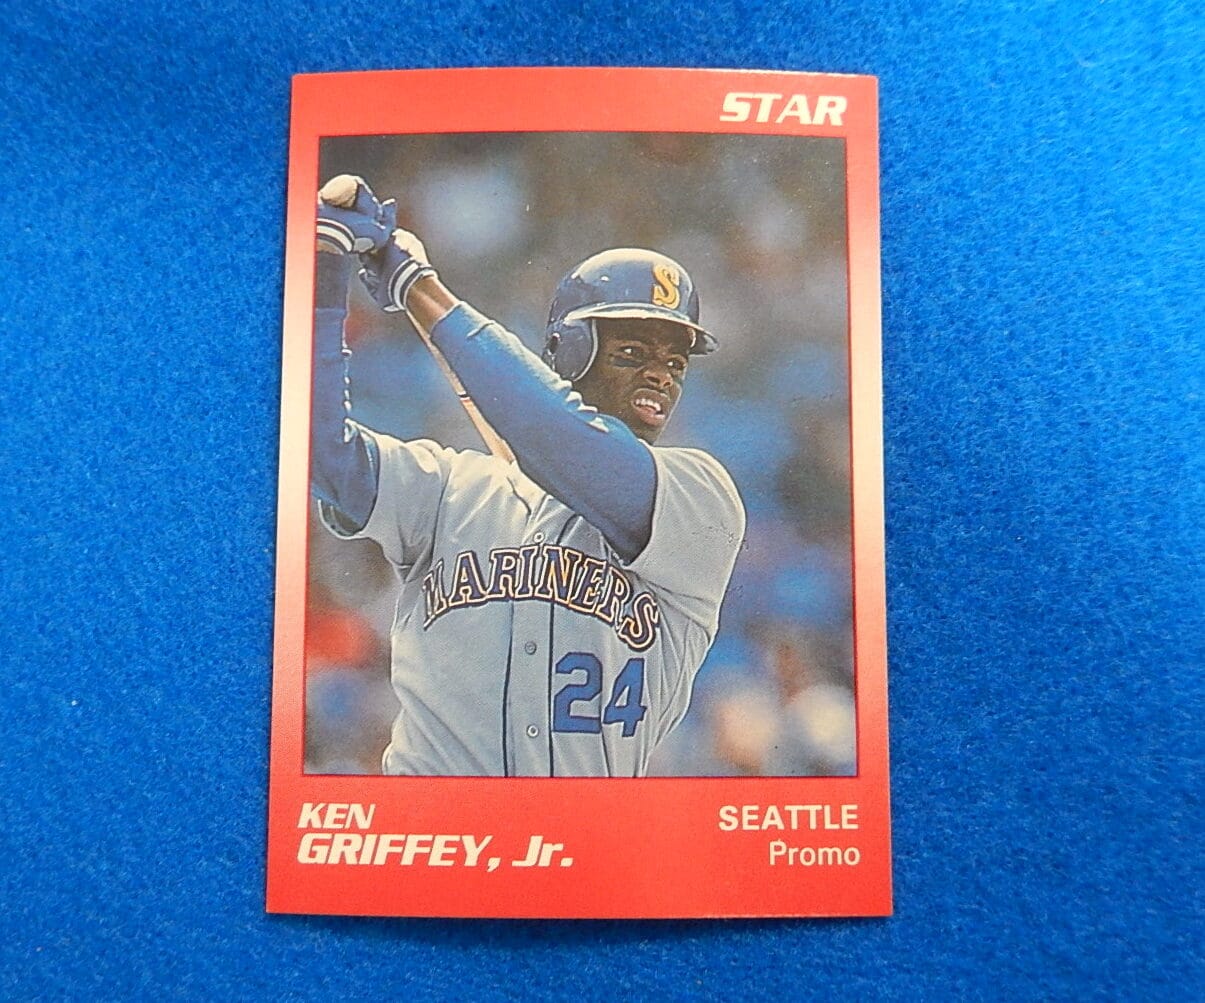 STAR
S
MARINERS
24
KEN
GRIFFEY, Jr.
SEATTLE
Promo